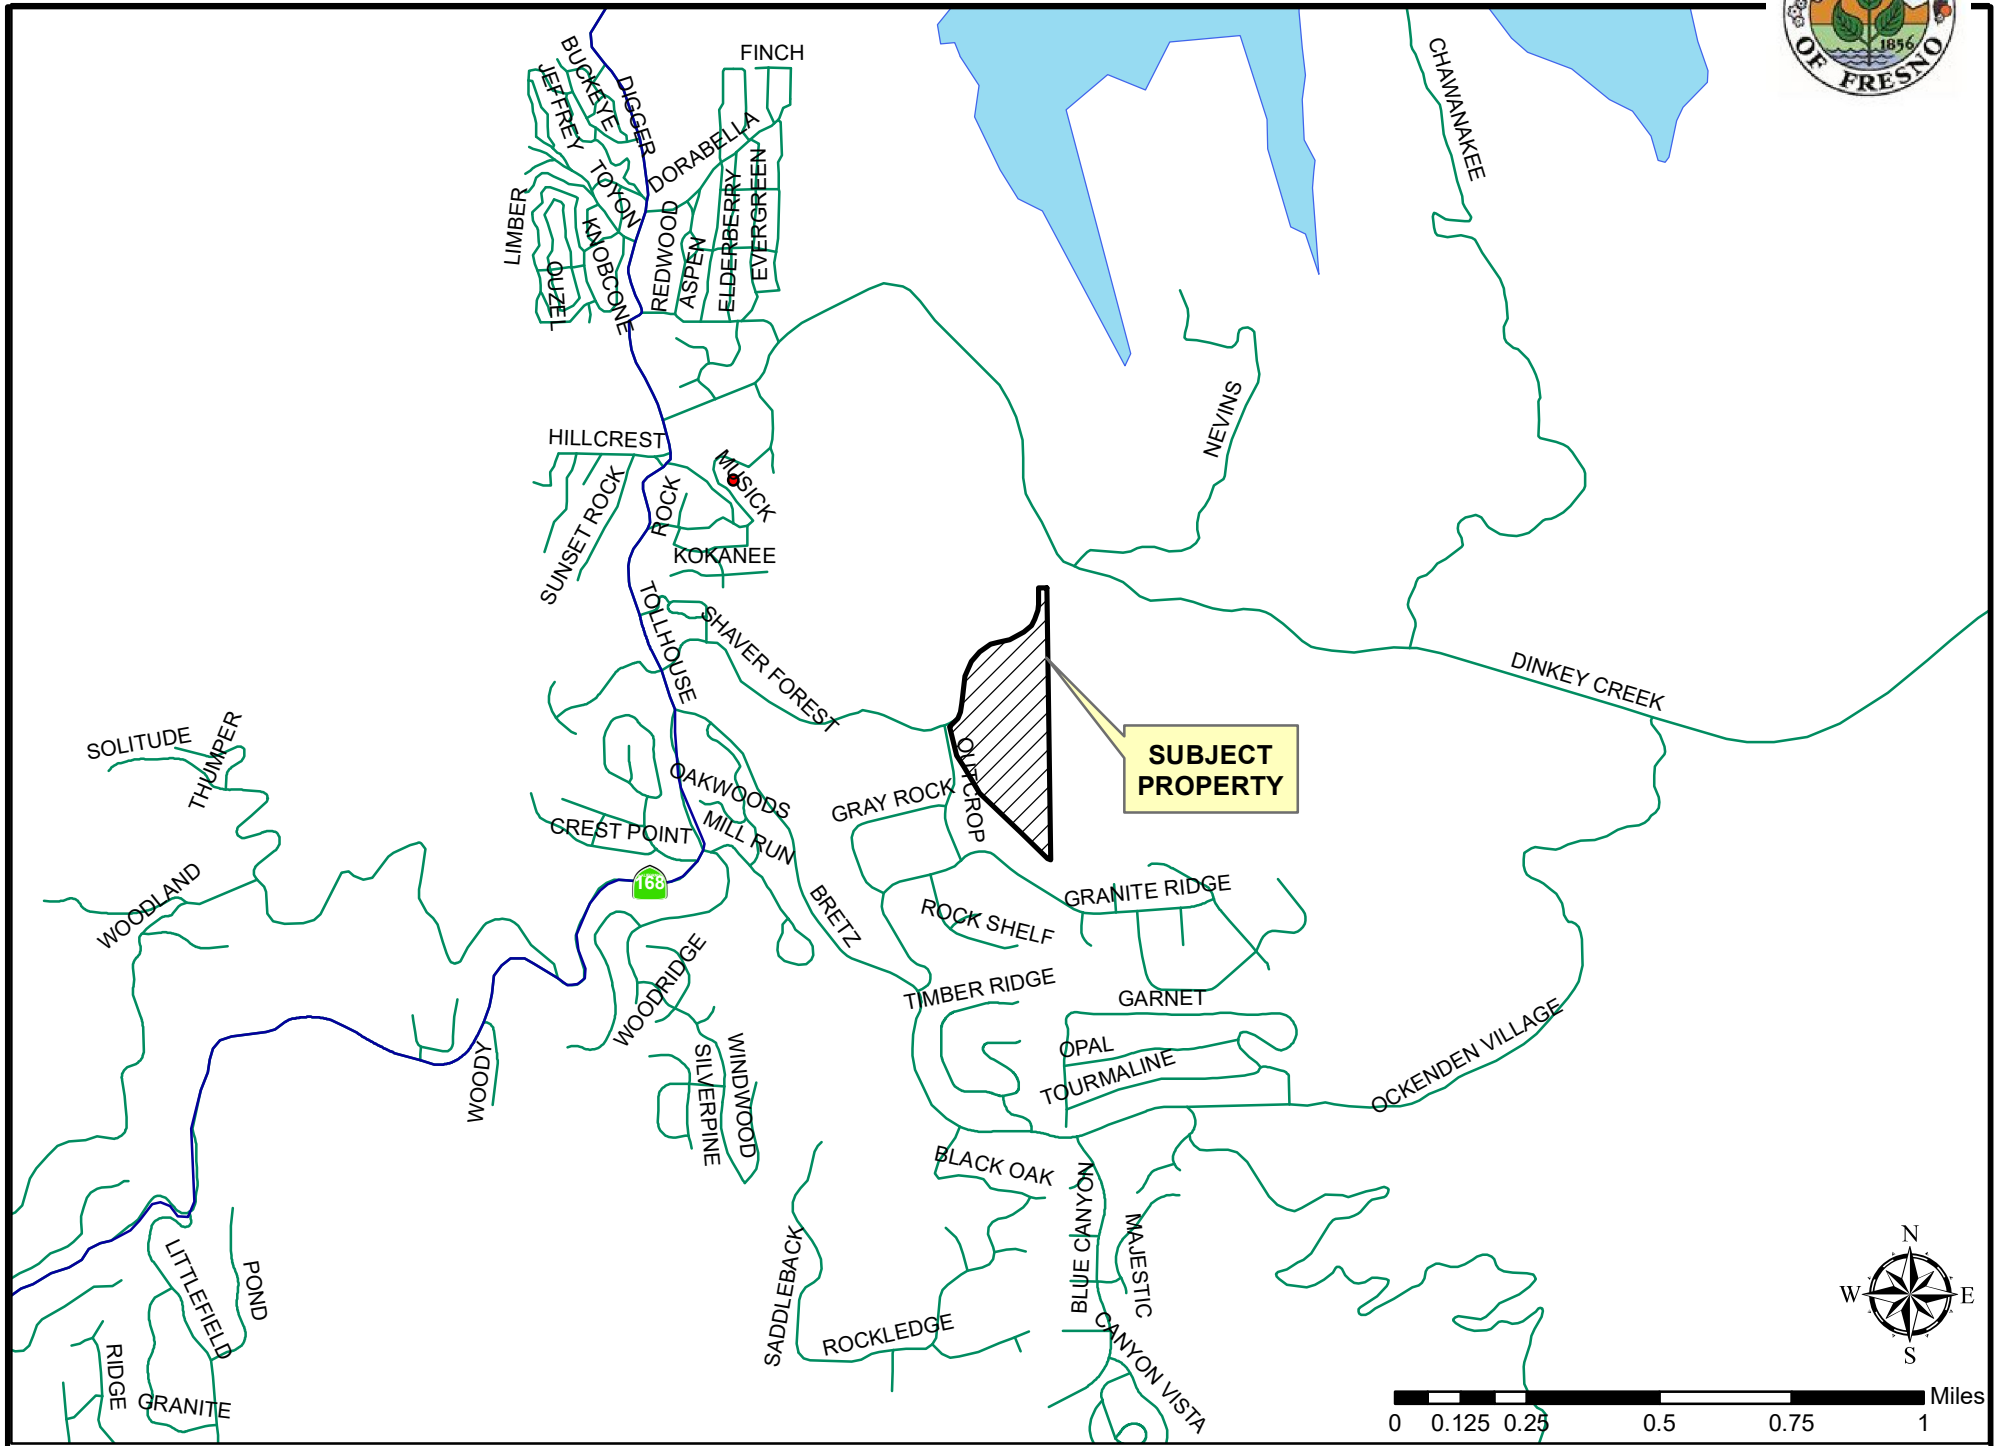 1856
OF FRESNO
FINCH
BUCKEYE
JEFFREY
DIGGER
DORABELLA
TOYON
LIMBER
KNOBCONE
OUZEL
REDWOOD
ASPEN
ELDERBERRY
EVERGREEN
CHAWANAKEE
NEVINS
HILLCREST
MUSICK
SUNSET ROCK
ROCK
KOKANEE
TOLLHOUSE
SHAVER FOREST
DINKEY CREEK
SOLITUDE
THUMPER
SUBJECT
PROPERTY
OUTCROP
OAKWOODS
GRAY ROCK
CREST POINT
MILL RUN
168
WOODLAND
BRETZ
GRANITE RIDGE
ROCK SHELF
WOODRIDGE
TIMBER RIDGE
GARNET
OPAL
TOURMALINE
OCKENDEN VILLAGE
WOODY
SILVERPINE
WINDWOOD
BLACK OAK
BLUE CANYON
MAJESTIC
SADDLEBACK
ROCKLEDGE
CANYON VISTA
LITTLEFIELD
POND
RIDGE
GRANITE
N
W
E
S
Miles
0 0.125 0.25 0.5 0.75 1